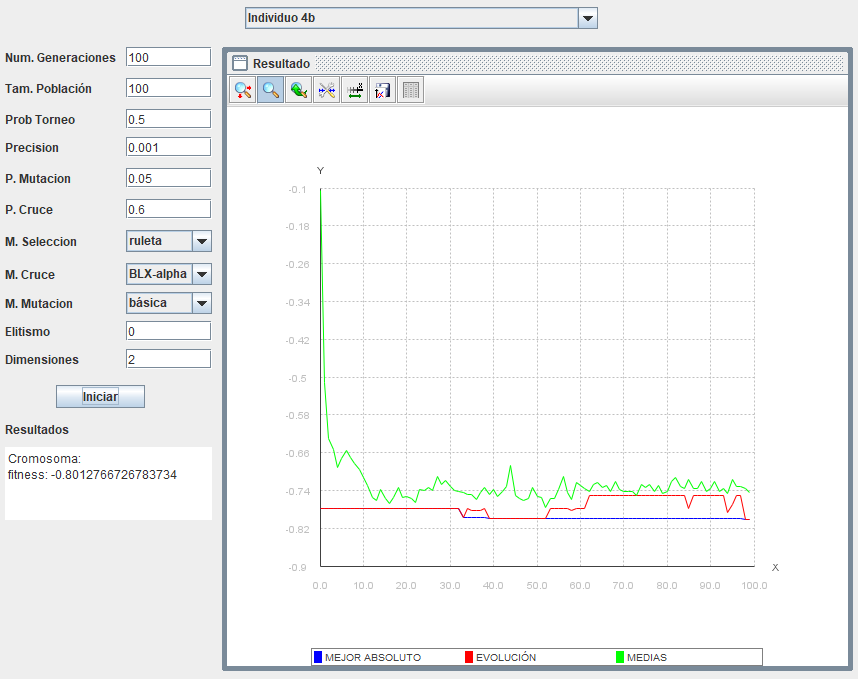 Individuo 4b
Num. Generaciones 100
Tam. Población 100
Prob Torneo 0.5
Precision 0.001
P. Mutacion 0.05
P. Cruce 0.6
M. Seleccion ruleta
M. Cruce BLX-alpha
M. Mutacion básica
Elitismo 0
Dimensiones 2
Iniciar
Resultados
Cromosoma:
fitness: -0.8012766726783734
Resultado
Y
-0.1
-0.18
-0.26
-0.34
-0.42
-0.5
-0.58
-0.66
-0.74
-0.82
-0.9
X
0.0 10.0 20.0 30.0 40.0 50.0 60.0 70.0 80.0 90.0 100.0
MEJOR ABSOLUTO EVOLUCIÓN MEDIAS